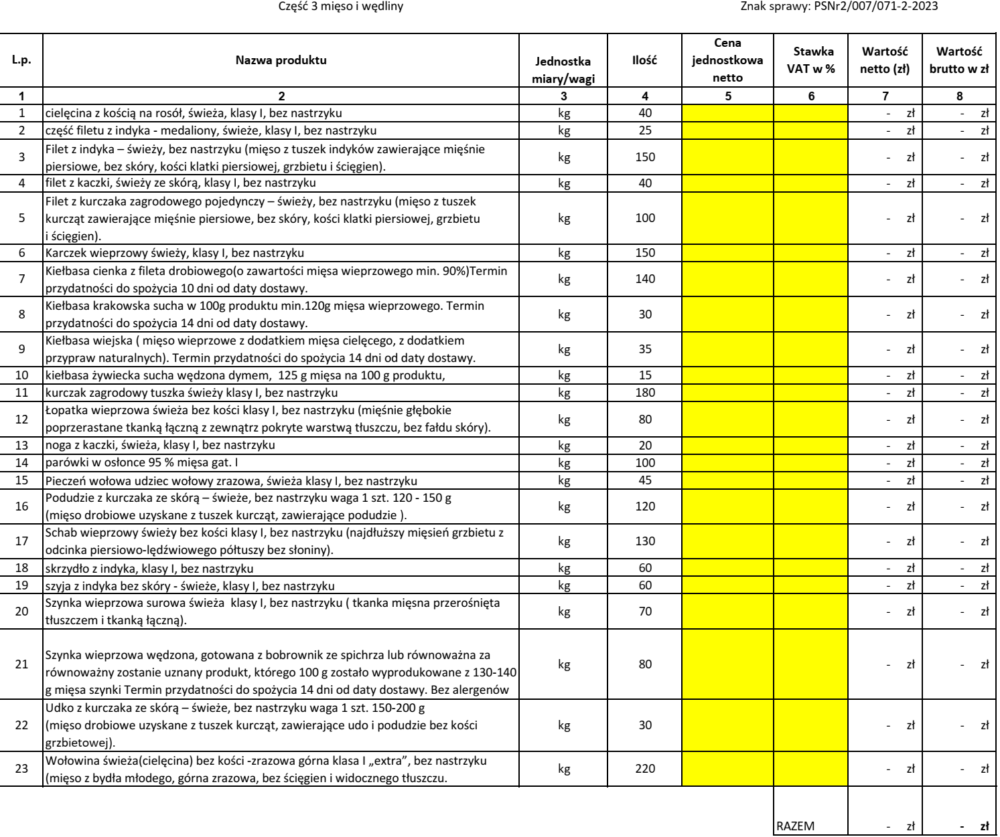 Część 3 mięso i wędliny Znak sprawy: PSNr2/007/071-2-2023
L.p. Nazwa produktu Jednostka miary/wagi Ilość Cena jednostkowa netto Stawka VAT w % Wartość netto (zł) Wartość brutto w zł
1 2 3 4 5 6 7 8
1 cielęcina z kością na rosół, świeża, klasy I, bez nastrzyku kg 40 - zł - zł
2 część filetu z indyka - medaliony, świeże, klasy I, bez nastrzyku kg 25 - zł - zł
3 Filet z indyka – świeży, bez nastrzyku (mięso z tuszek indyków zawierające mięśnie
piersiowe, bez skóry, kości klatki piersiowej, grzbietu i ścięgien). kg 150 - zł - zł
4 filet z kaczki, świeży ze skórą, klasy I, bez nastrzyku kg 40 - zł - zł
5 Filet z kurczaka zagrodowego pojedynczy – świeży, bez nastrzyku (mięso z tuszek
kurcząt zawierające mięśnie piersiowe, bez skóry, kości klatki piersiowej, grzbietu
i ścięgien). kg 100 - zł - zł
6 Karczek wieprzowy świeży, klasy I, bez nastrzyku kg 150 - zł - zł
7 Kiełbasa cienka z fileta drobiowego(o zawartości mięsa wieprzowego min. 90%)Termin
przydatności do spożycia 10 dni od daty dostawy. kg 140 - zł - zł
8 Kiełbasa krakowska sucha w 100g produktu min.120g mięsa wieprzowego. Termin
przydatności do spożycia 14 dni od daty dostawy. kg 30 - zł - zł
9 Kiełbasa wiejska ( mięso wieprzowe z dodatkiem mięsa cielęcego, z dodatkiem
przypraw naturalnych). Termin przydatności do spożycia 14 dni od daty dostawy. kg 35 - zł - zł
10 kiełbasa żywiecka sucha wędzona dymem, 125 g mięsa na 100 g produktu, kg 15 - zł - zł
11 kurczak zagrodowy tuszka świeży klasy I, bez nastrzyku kg 180 - zł - zł
12 Łopatka wieprzowa świeża bez kości klasy I, bez nastrzyku (mięśnie głębokie
poprzerastane tkanką łączną z zewnątrz pokryte warstwą tłuszczu, bez fałdu skóry). kg 80 - zł - zł
13 noga z kaczki, świeża, klasy I, bez nastrzyku kg 20 - zł - zł
14 parówki w osłonce 95 % mięsa gat. I kg 100 - zł - zł
15 Pieczeń wołowa udziec wołowy zrazowa, świeża klasy I, bez nastrzyku kg 45 - zł - zł
16 Podudzie z kurczaka ze skórą – świeże, bez nastrzyku waga 1 szt. 120 - 150 g
(mięso drobiowe uzyskane z tuszek kurcząt, zawierające podudzie ). kg 120 - zł - zł
17 Schab wieprzowy świeży bez kości klasy I, bez nastrzyku (najdłuższy mięsień grzbietu z
odcinka piersiowo-lędźwiowego półtuszy bez słoniny). kg 130 - zł - zł
18 skrzydło z indyka, klasy I, bez nastrzyku kg 60 - zł - zł
19 szyja z indyka bez skóry - świeże, klasy I, bez nastrzyku kg 60 - zł - zł
20 Szynka wieprzowa surowa świeża klasy I, bez nastrzyku ( tkanka mięsna przerośnięta
tłuszczem i tkanką łączną). kg 70 - zł - zł
21 Szynka wieprzowa wędzona, gotowana z bobrownik ze spichrza lub równoważna za
równoważny zostanie uznany produkt, którego 100 g zostało wyprodukowane z 130-140
g mięsa szynki Termin przydatności do spożycia 14 dni od daty dostawy. Bez alergenów kg 80 - zł - zł
22 Udko z kurczaka ze skórą – świeże, bez nastrzyku waga 1 szt. 150-200 g
(mięso drobiowe uzyskane z tuszek kurcząt, zawierające udo i podudzie bez kości
grzbietowej). kg 30 - zł - zł
23 Wołowina świeża(cielęcina) bez kości -zrazowa górna klasa I „extra”, bez nastrzyku
(mięso z bydła młodego, górna zrazowa, bez ścięgien i widocznego tłuszczu. kg 220 - zł - zł
RAZEM - zł - zł